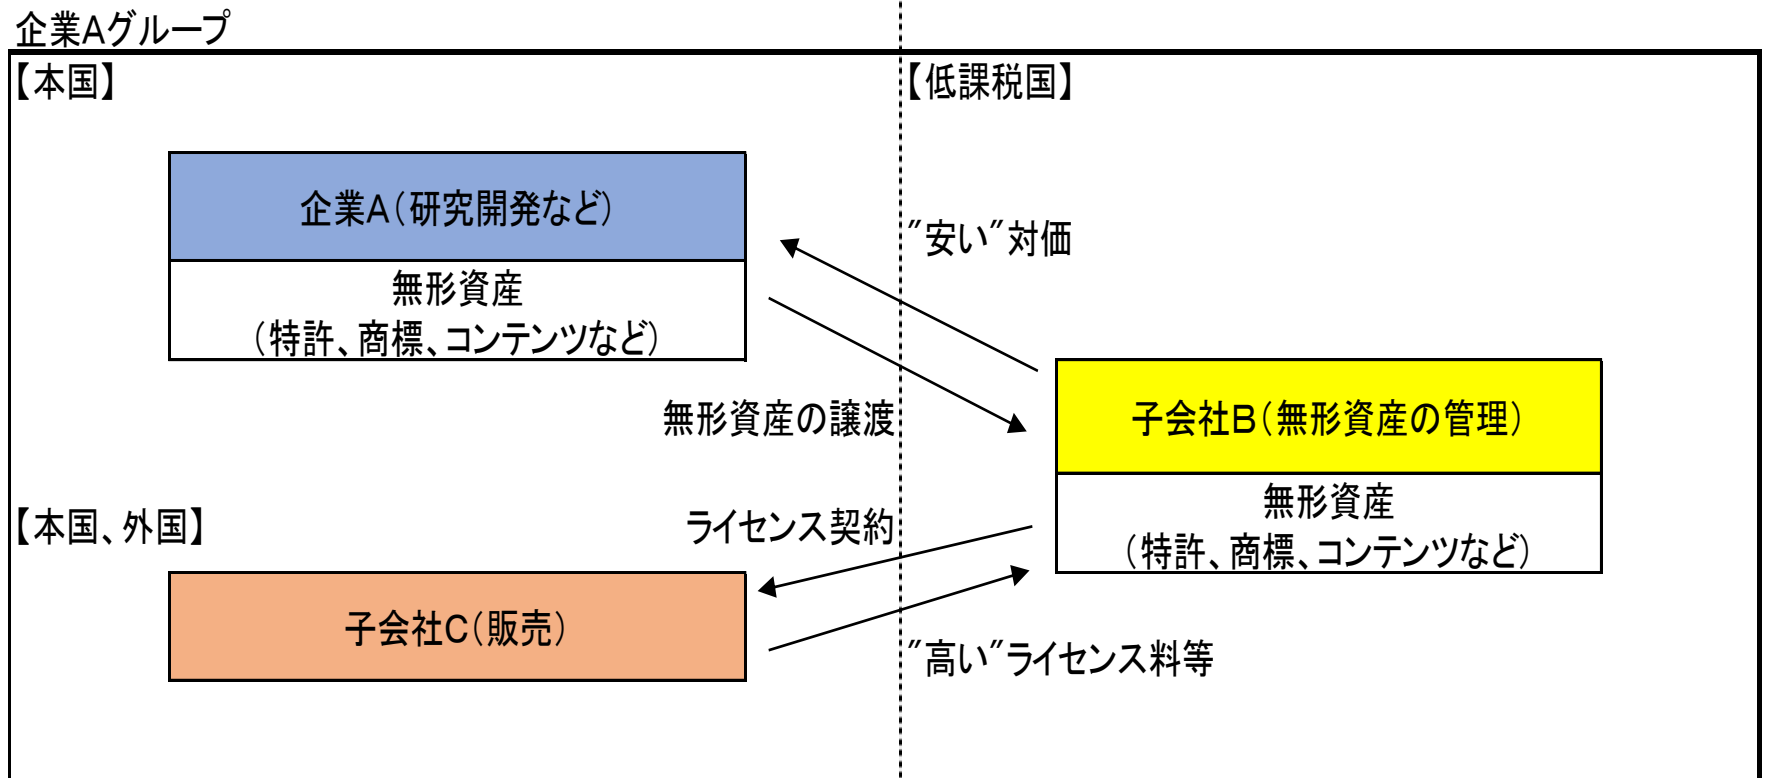 企業Aグループ
【本国】
【低課税国】
企業A（研究開発など）
無形資産
（特許、商標、コンテンツなど）
″安い″対価
無形資産の譲渡
子会社B（無形資産の管理）
無形資産
（特許、商標、コンテンツなど）
【本国、外国】
ライセンス契約
子会社C（販売）
″高い″ライセンス料等